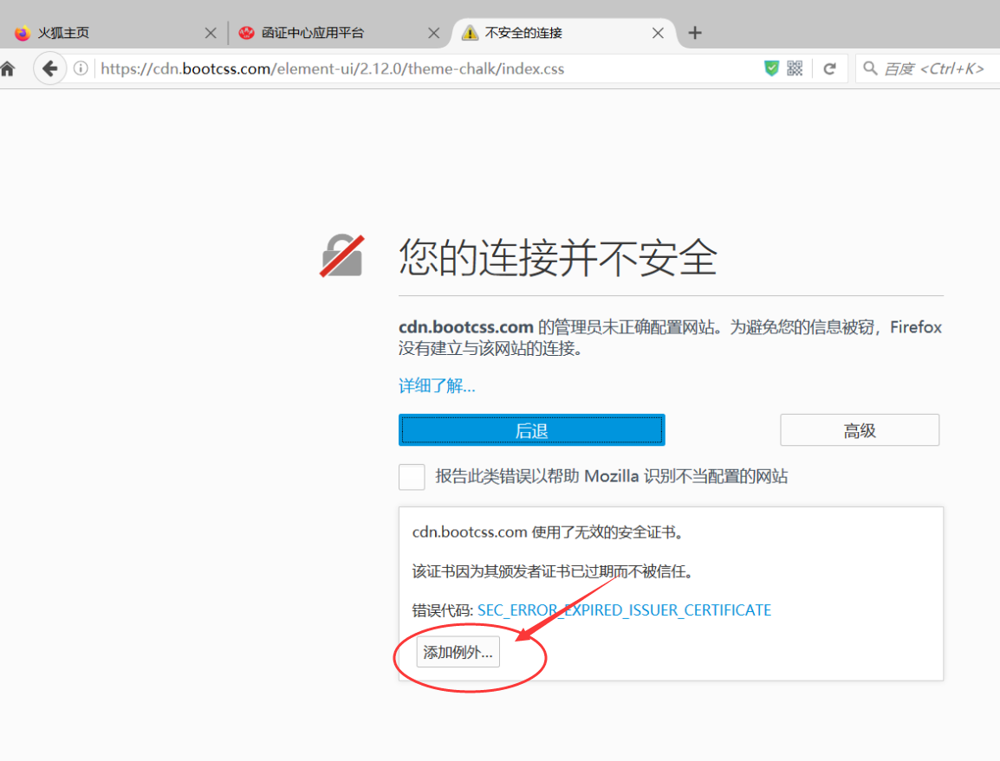 火狐主页
函证中心应用平台
不安全的连接
https://cdn.bootcss.com/element-ui/2.12.0/theme-chalk/index.css
百度 <Ctrl+K>
您的连接并不安全
cdn.bootcss.com 的管理员未正确配置网站。为避免您的信息被窃，Firefox
没有建立与该网站的连接。
详细了解...
后退
高级
报告此类错误以帮助 Mozilla 识别不当配置的网站
cdn.bootcss.com 使用了无效的安全证书。
该证书因为其颁发者证书已过期而不被信任。
错误代码: SEC_ERROR_EXPIRED_ISSUER_CERTIFICATE
添加例外...